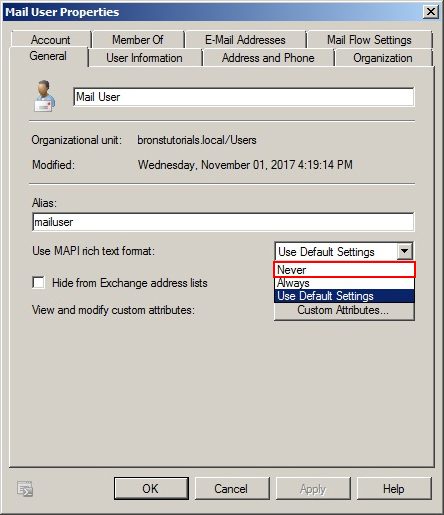 Mail User Properties
Account Member Of E-Mail Addresses Mail Flow Settings
General User Information Address and Phone Organization
Mail User
Organizational unit: bronstutorials.local/Users
Modified: Wednesday, November 01, 2017 4:19:14 PM
Alias:
mailuser
Use MAPI rich text format: Use Default Settings
Never
Hide from Exchange address lists Always
Use Default Settings
View and modify custom attributes: Custom Attributes...
OK Cancel Apply Help